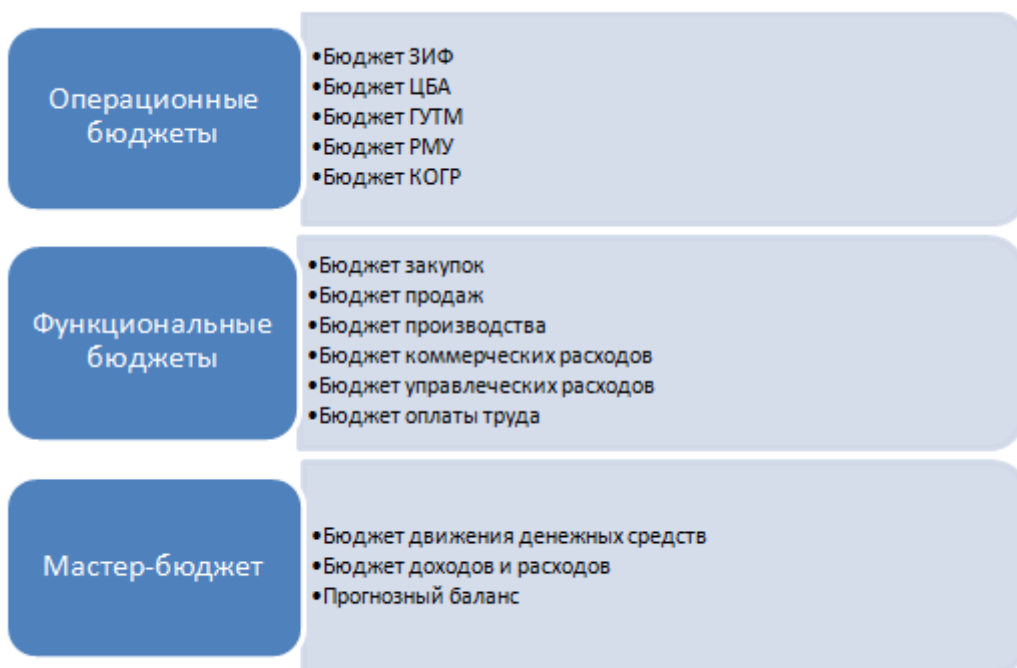 Операционные
бюджеты
•Бюджет ЗИФ
•Бюджет ЦБА
•Бюджет ГУТМ
•Бюджет РМУ
•Бюджет КОГР
Функциональные
бюджеты
•Бюджет закупок
•Бюджет продаж
•Бюджет производства
•Бюджет коммерческих расходов
•Бюджет управлеческих расходов
•Бюджет оплаты труда
Мастер-бюджет
•Бюджет движения денежных средств
•Бюджет доходов и расходов
•Прогнозный баланс